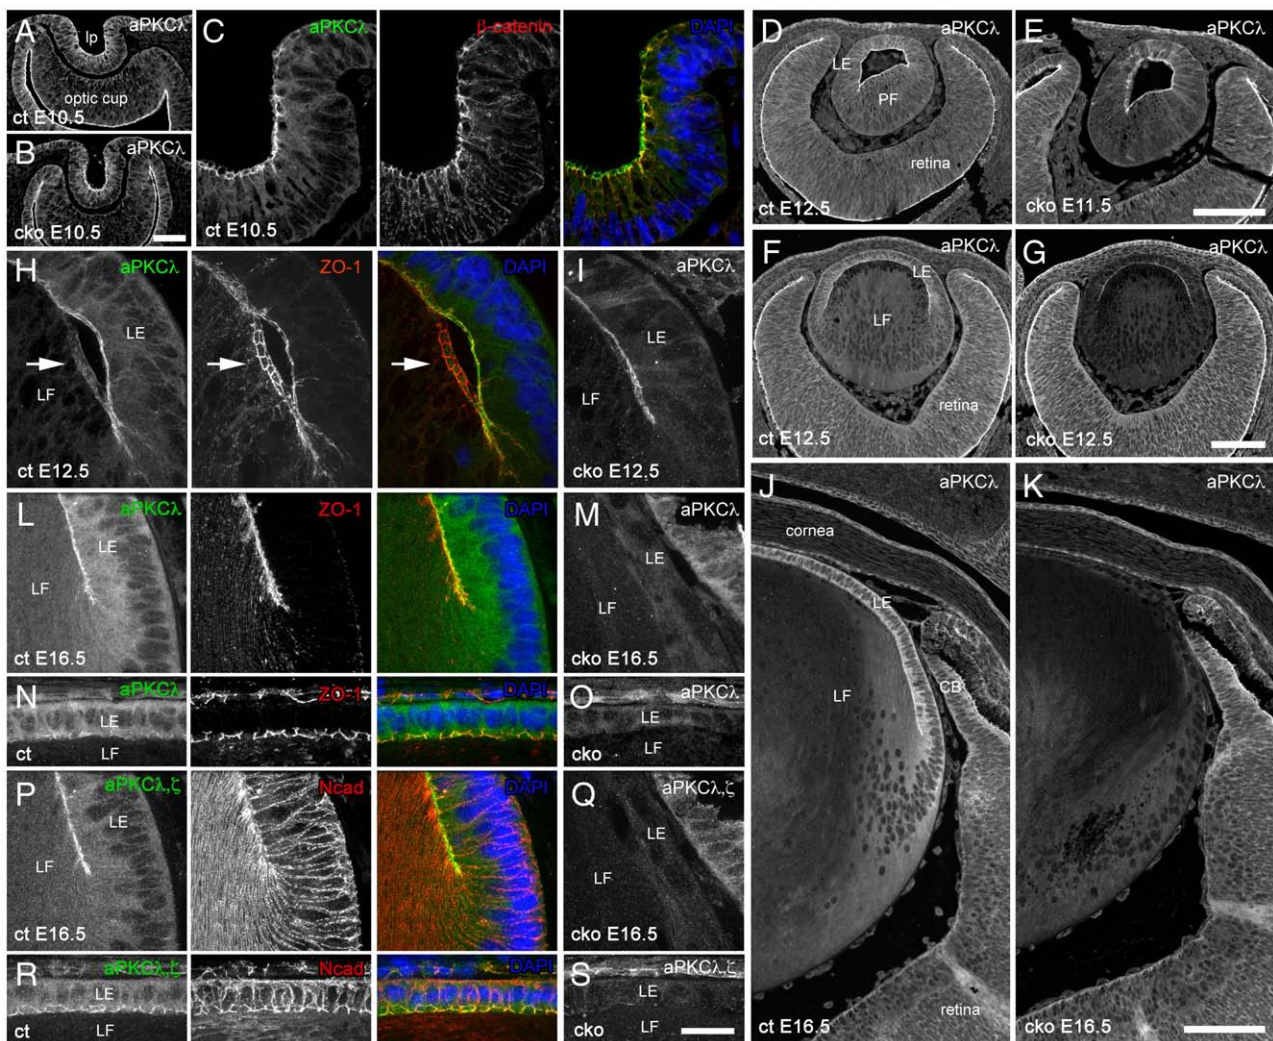 A
aPKCλ
lp
optic cup
ct E10.5
B
aPKCλ
cko E10.5
C
aPKCλ
β-catenin
DAPI
ct E10.5
D
aPKCλ
LE
PF
retina
ct E12.5
E
aPKCλ
cko E11.5
F
aPKCλ
LE
LF
retina
ct E12.5
G
aPKCλ
cko E12.5
H
aPKCλ
ZO-1
DAPI
LE
LF
ct E12.5
I
aPKCλ
LE
LF
cko E12.5
J
aPKCλ
cornea
LE
LF
CB
retina
ct E16.5
K
aPKCλ
cko E16.5
L
aPKCλ
ZO-1
DAPI
LE
LF
ct E16.5
M
aPKCλ
LE
LF
cko E16.5
N
aPKCλ
ZO-1
DAPI
LE
LF
ct
O
aPKCλ
LE
LF
cko
P
aPKCλ,ζ
Ncad
DAPI
LE
LF
ct E16.5
Q
aPKCλ,ζ
LE
LF
cko E16.5
R
aPKCλ,ζ
Ncad
DAPI
LE
LF
ct
S
aPKCλ,ζ
LE
LF
cko